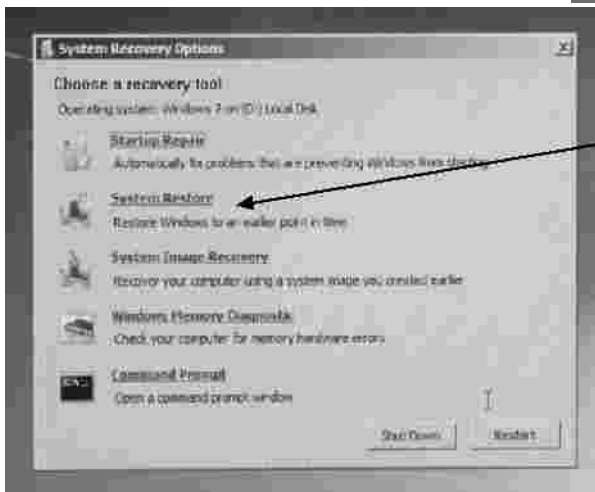 System Recovery Options
Choose a recovery tool
Operating system: Windows 7 on (D:) Local Disk
Startup Repair
Automatically fix problems that are preventing Windows from starting
System Restore
Restore Windows to an earlier point in time
System Image Recovery
Recover your computer using a system image you created earlier
Windows Memory Diagnostic
Check your computer for memory hardware errors
Command Prompt
Open a command prompt window
Shut Down
Restart